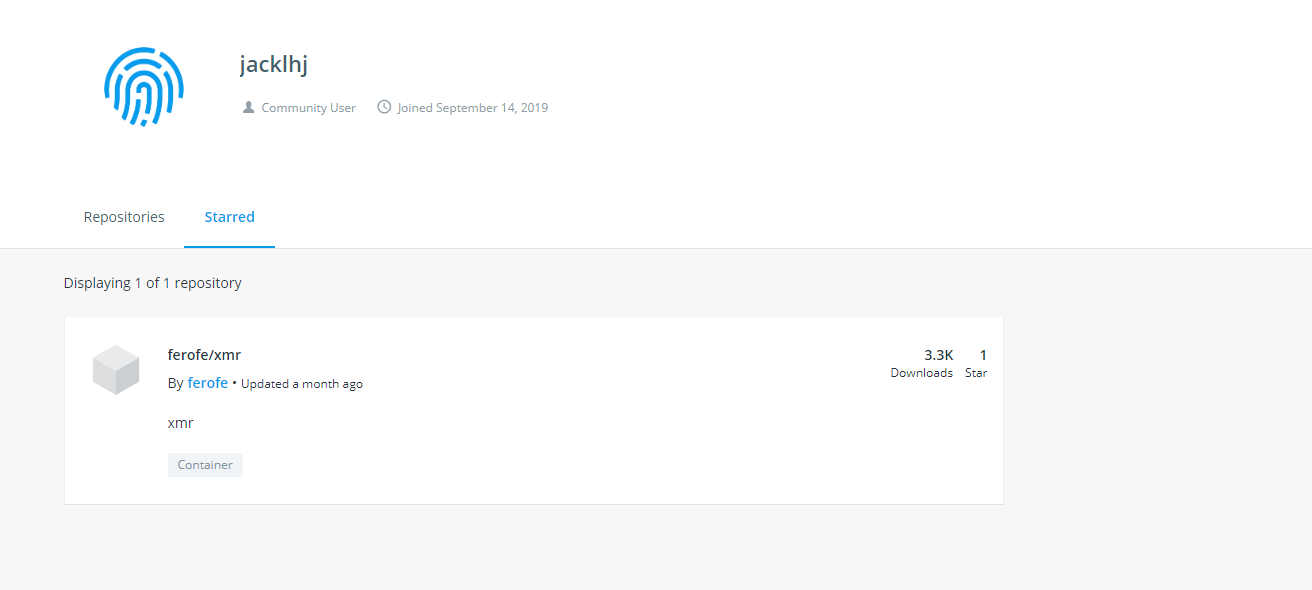 jacklhj
Community User Joined September 14, 2019
Repositories Starred
Displaying 1 of 1 repository
ferofe/xmr 3.3K 1
Downloads Star
By ferofe • Updated a month ago
xmr
Container